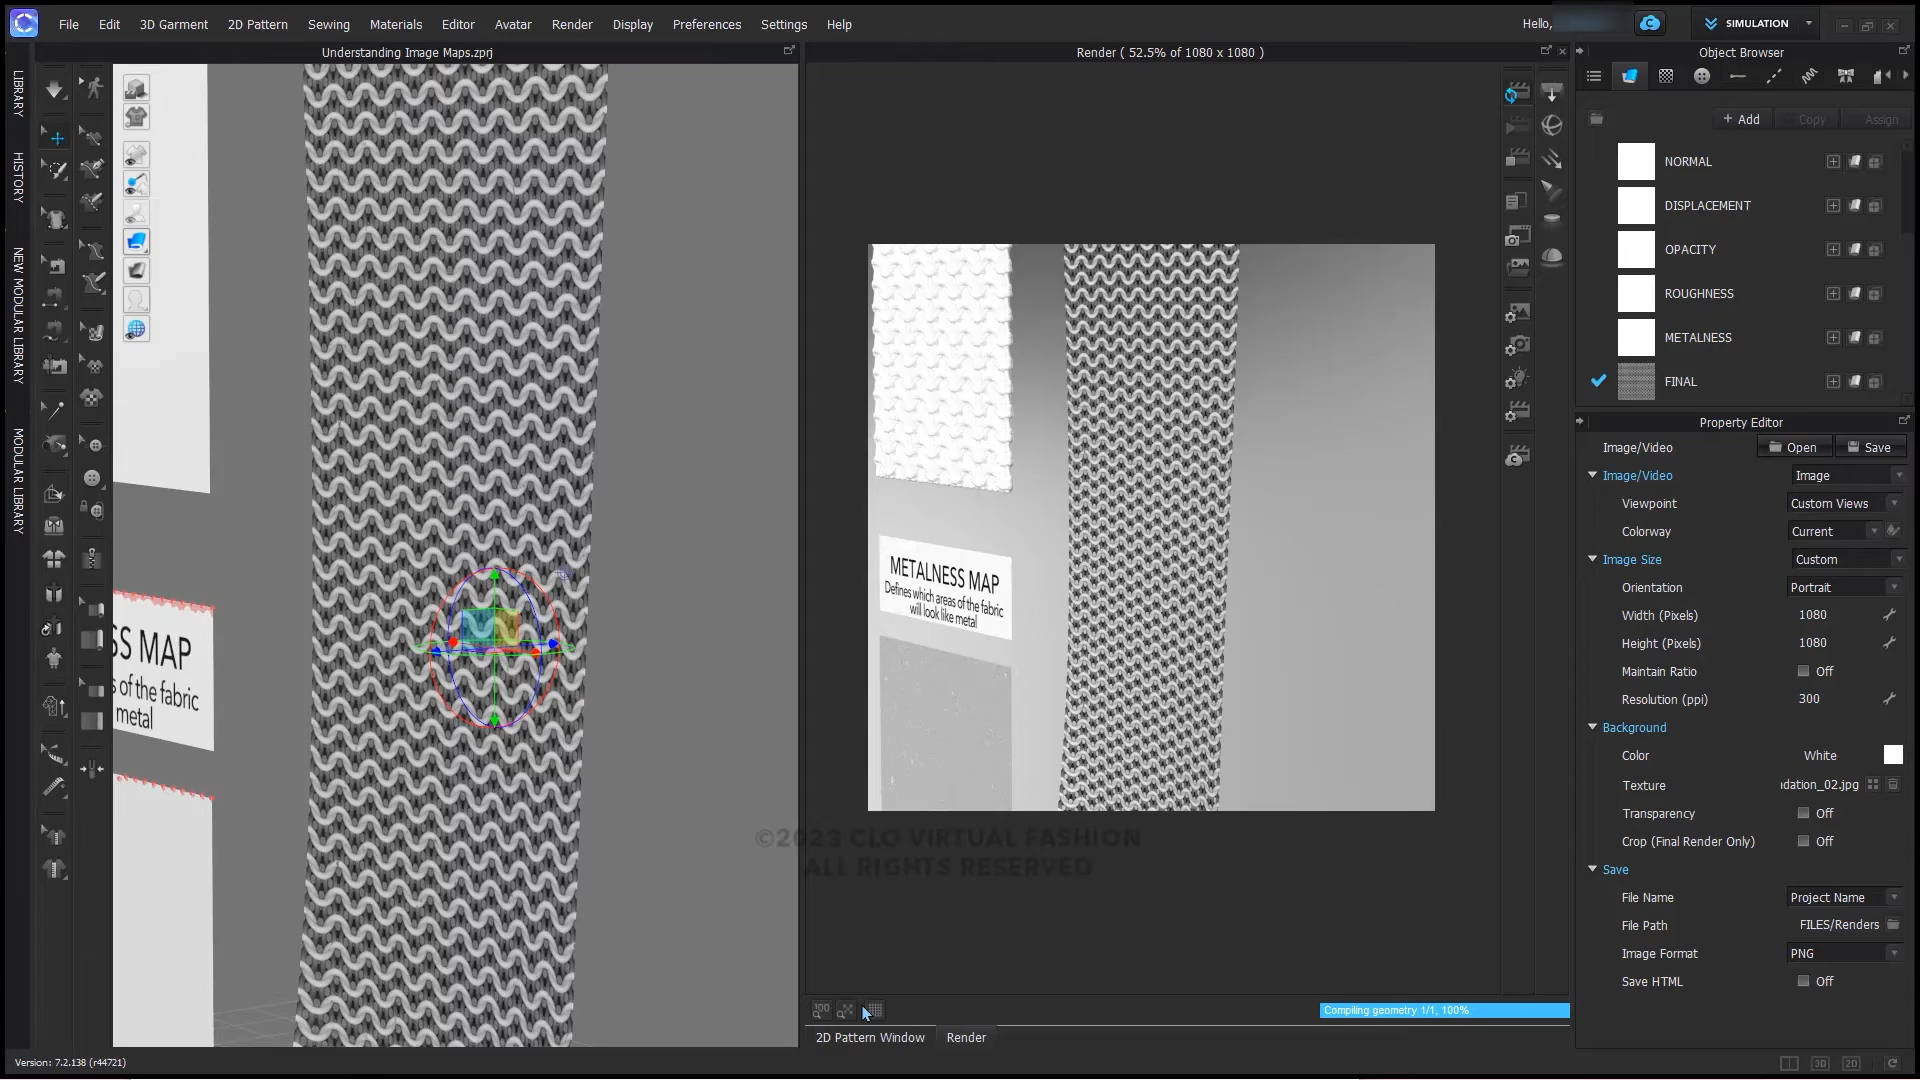 File Edit 3D Garment 2D Pattern Sewing Materials Editor Avatar Render Display Preferences Settings Help
Hello,
SIMULATION
Understanding Image Maps.zprj
Render ( 52.5% of 1080 x 1080 )
Object Browser
LIBRARY
HISTORY
NEW MODULAR LIBRARY
MODULAR LIBRARY
+ Add
Copy
Assign
NORMAL
DISPLACEMENT
OPACITY
ROUGHNESS
METALNESS
FINAL
SS MAP
s of the fabric
metal
METALNESS MAP
Defines which areas of the fabric
will look like metal
Property Editor
Image/Video
Open
Save
Image/Video Image
Viewpoint Custom Views
Colorway Current
Image Size Custom
Orientation Portrait
Width (Pixels) 1080
Height (Pixels) 1080
Maintain Ratio Off
Resolution (ppi) 300
Background
Color White
Texture idation_02.jpg
Transparency Off
Crop (Final Render Only) Off
Save
File Name Project Name
File Path FILES/Renders
Image Format PNG
Save HTML Off
©2023 CLO VIRTUAL FASHION
ALL RIGHTS RESERVED
100
Compiling geometry 1/1, 100%
2D Pattern Window
Render
Version: 7.2.138 (r44721)
3D
2D